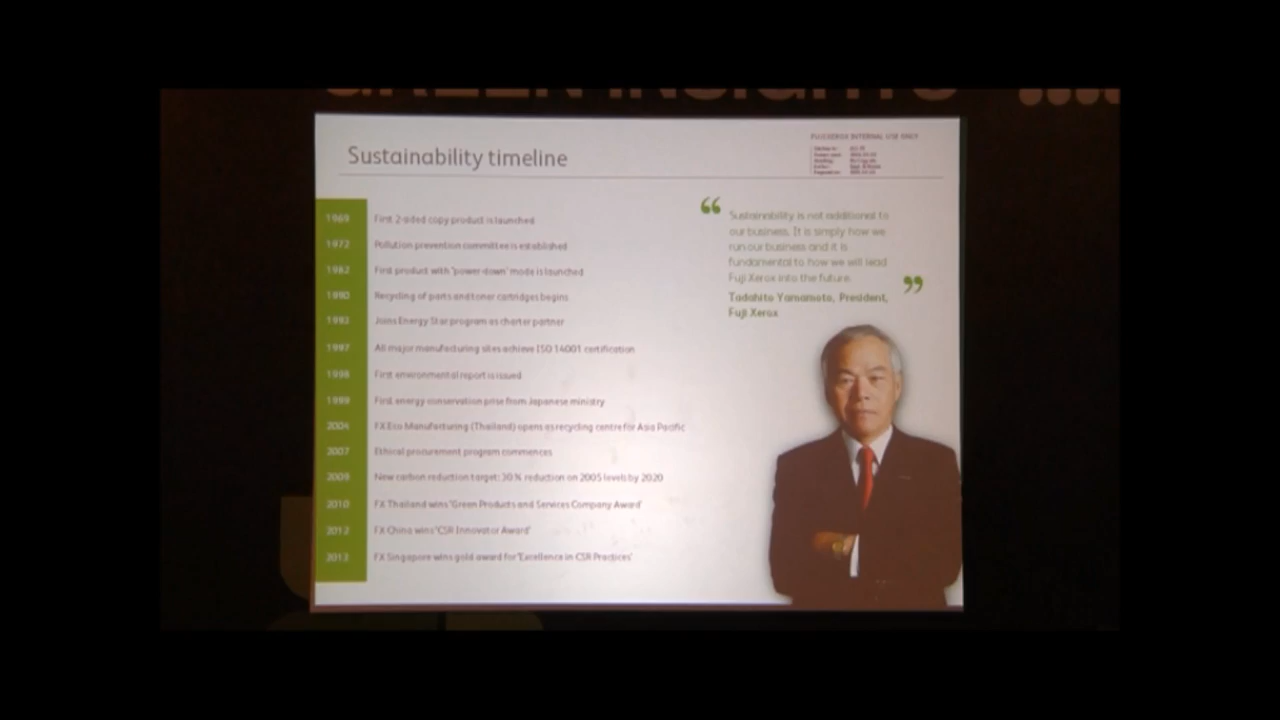 GREEN INSIGHTS
FUJI XEROX INTERNAL USE ONLY
Sustainability timeline
1969 First 2-sided copy product is launched
1972 Pollution prevention committee is established
1982 First product with 'power down' mode is launched
1990 Recycling of parts and toner cartridges begins
1993 Joins Energy Star program as charter partner
1997 All major manufacturing sites achieve ISO 14001 certification
1998 First environmental report is issued
1999 First energy conservation prise from Japanese ministry
2004 FX Eco Manufacturing (Thailand) opens as recycling centre for Asia Pacific
2007 Ethical procurement program commences
2009 New carbon reduction target: 30% reduction on 2005 levels by 2020
2010 FX Thailand wins 'Green Products and Services Company Award'
2012 FX China wins 'CSR Innovator Award'
2013 FX Singapore wins gold award for 'Excellence in CSR Practices'
“ Sustainability is not additional to
our business. It is simply how we
run our business and it is
fundamental to how we will lead
Fuji Xerox into the future. ”
Tadahito Yamamoto, President,
Fuji Xerox